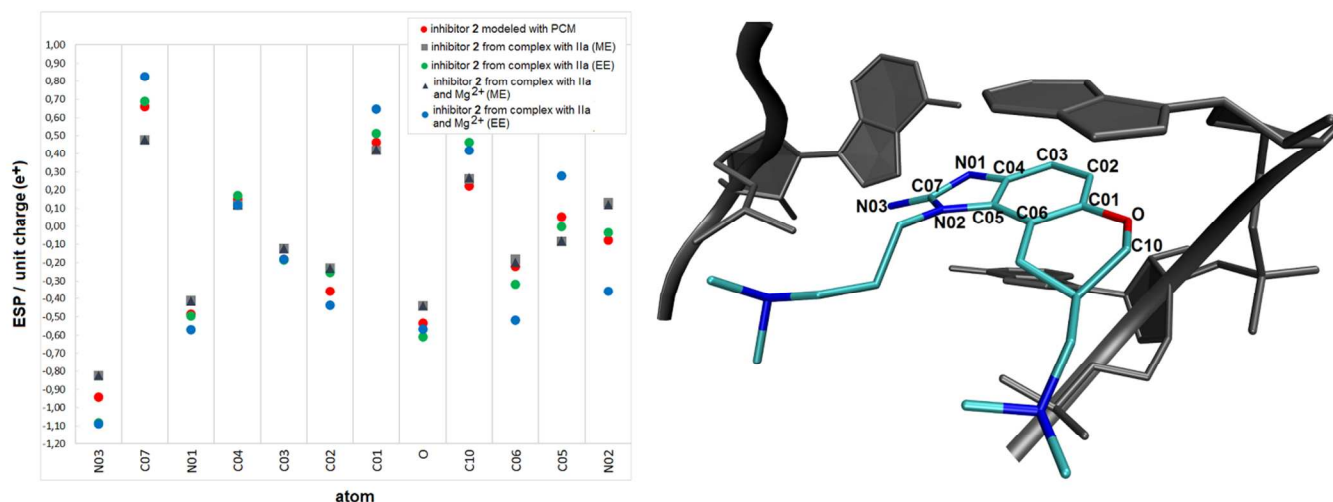 ESP / unit charge (e⁺)
1,00
0,90
0,80
0,70
0,60
0,50
0,40
0,30
0,20
0,10
0,00
-0,10
-0,20
-0,30
-0,40
-0,50
-0,60
-0,70
-0,80
-0,90
-1,00
-1,10
-1,20
inhibitor 2 modeled with PCM
inhibitor 2 from complex with IIa (ME)
inhibitor 2 from complex with IIa (EE)
inhibitor 2 from complex with IIa
and Mg²⁺ (ME)
inhibitor 2 from complex with IIa
and Mg²⁺ (EE)
N03
C07
N01
C04
C03
C02
C01
O
C10
C06
C05
N02
atom
N01
C04
C03
C02
C07
C01
N03
N02
C05
C06
O
C10